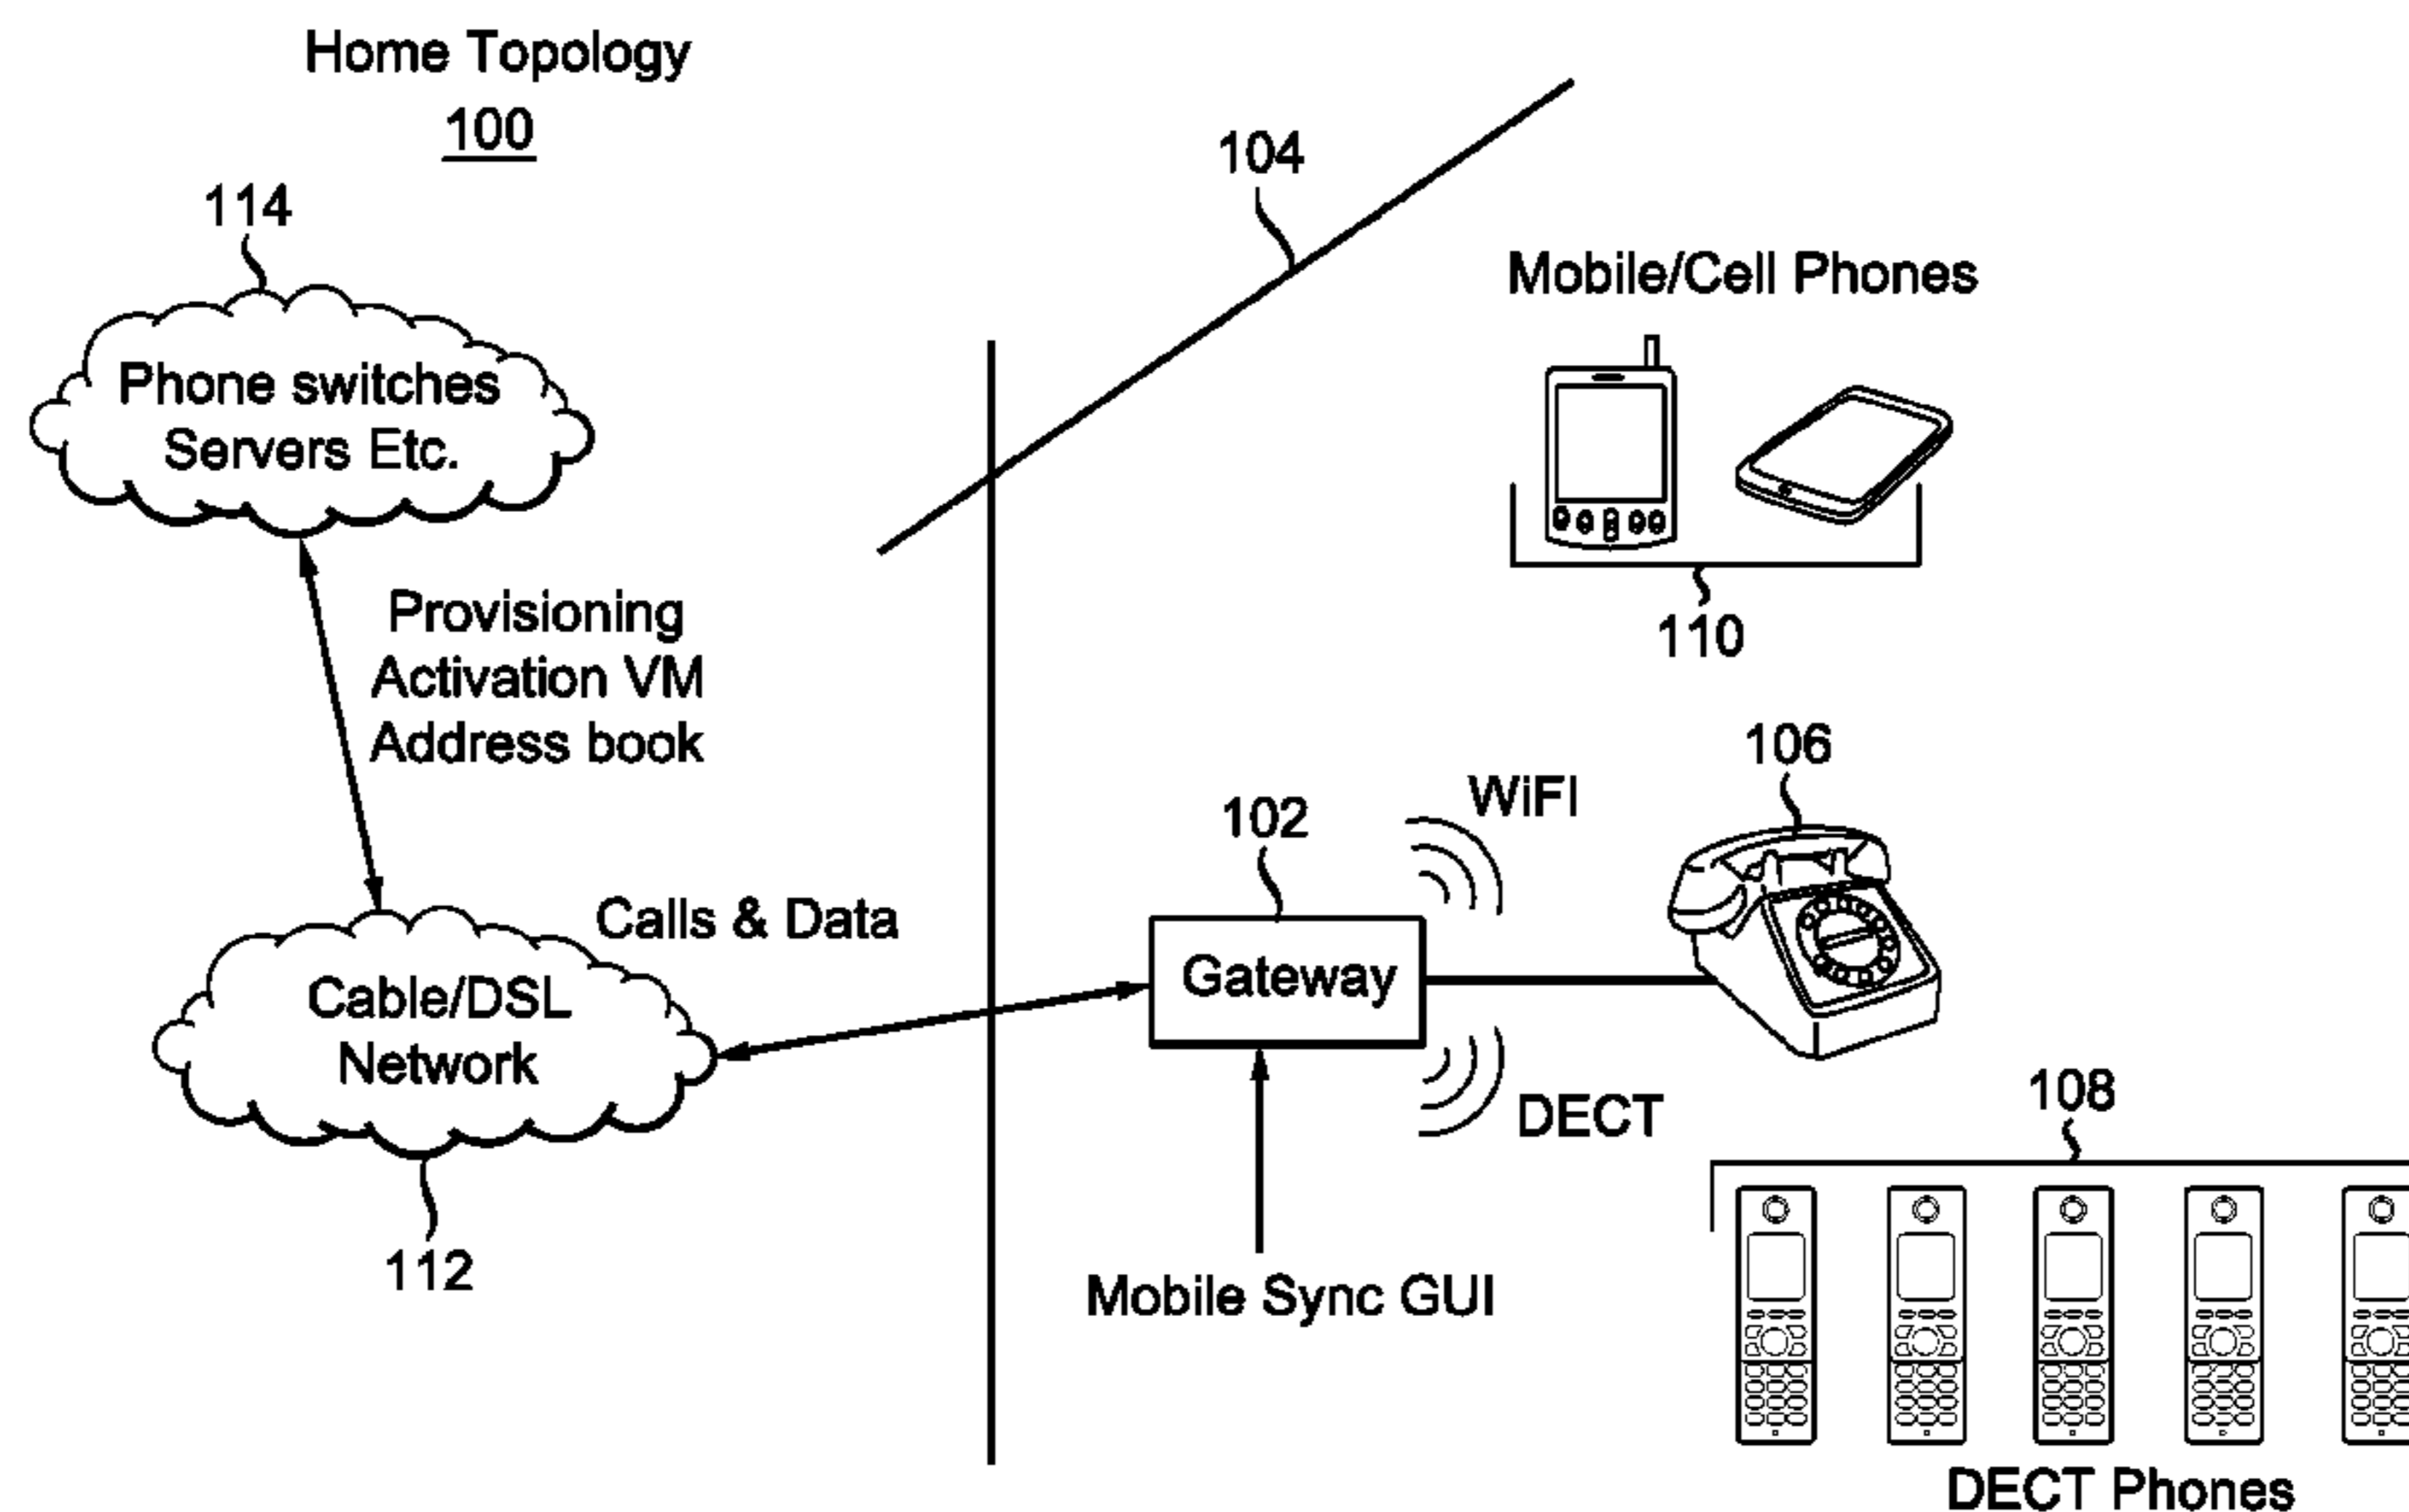 Home Topology
100
114
Phone switches
Servers Etc.
Provisioning
Activation VM
Address book
Calls & Data
Cable/DSL
Network
112
104
Mobile/Cell Phones
110
106
WiFI
102
Gateway
DECT
Mobile Sync GUI
108
DECT Phones